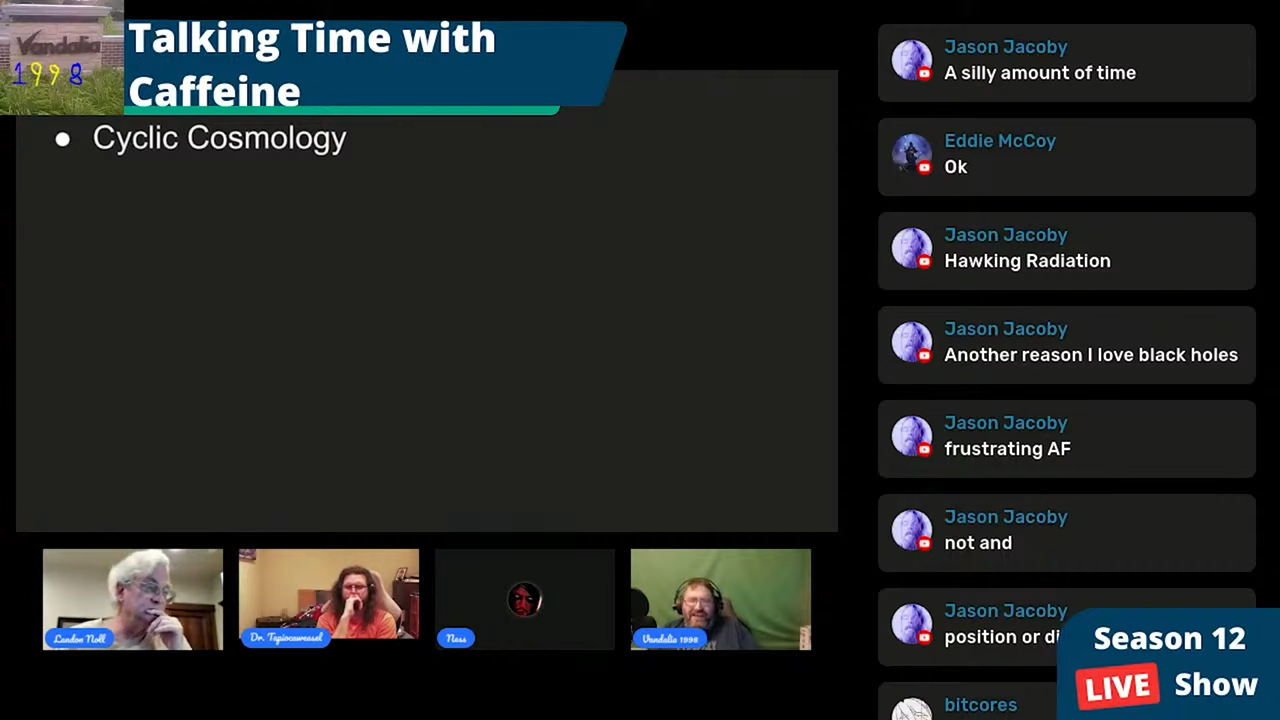 Vandalia
1998
Talking Time with
Caffeine
Cyclic Cosmology
Landon Noll
Dr. Tapiocaweasel
Ness
Vandalia 1998
Jason Jacoby
A silly amount of time
Eddie McCoy
Ok
Jason Jacoby
Hawking Radiation
Jason Jacoby
Another reason I love black holes
Jason Jacoby
frustrating AF
Jason Jacoby
not and
Jason Jacoby
position or
bitcores
Season 12
LIVE Show